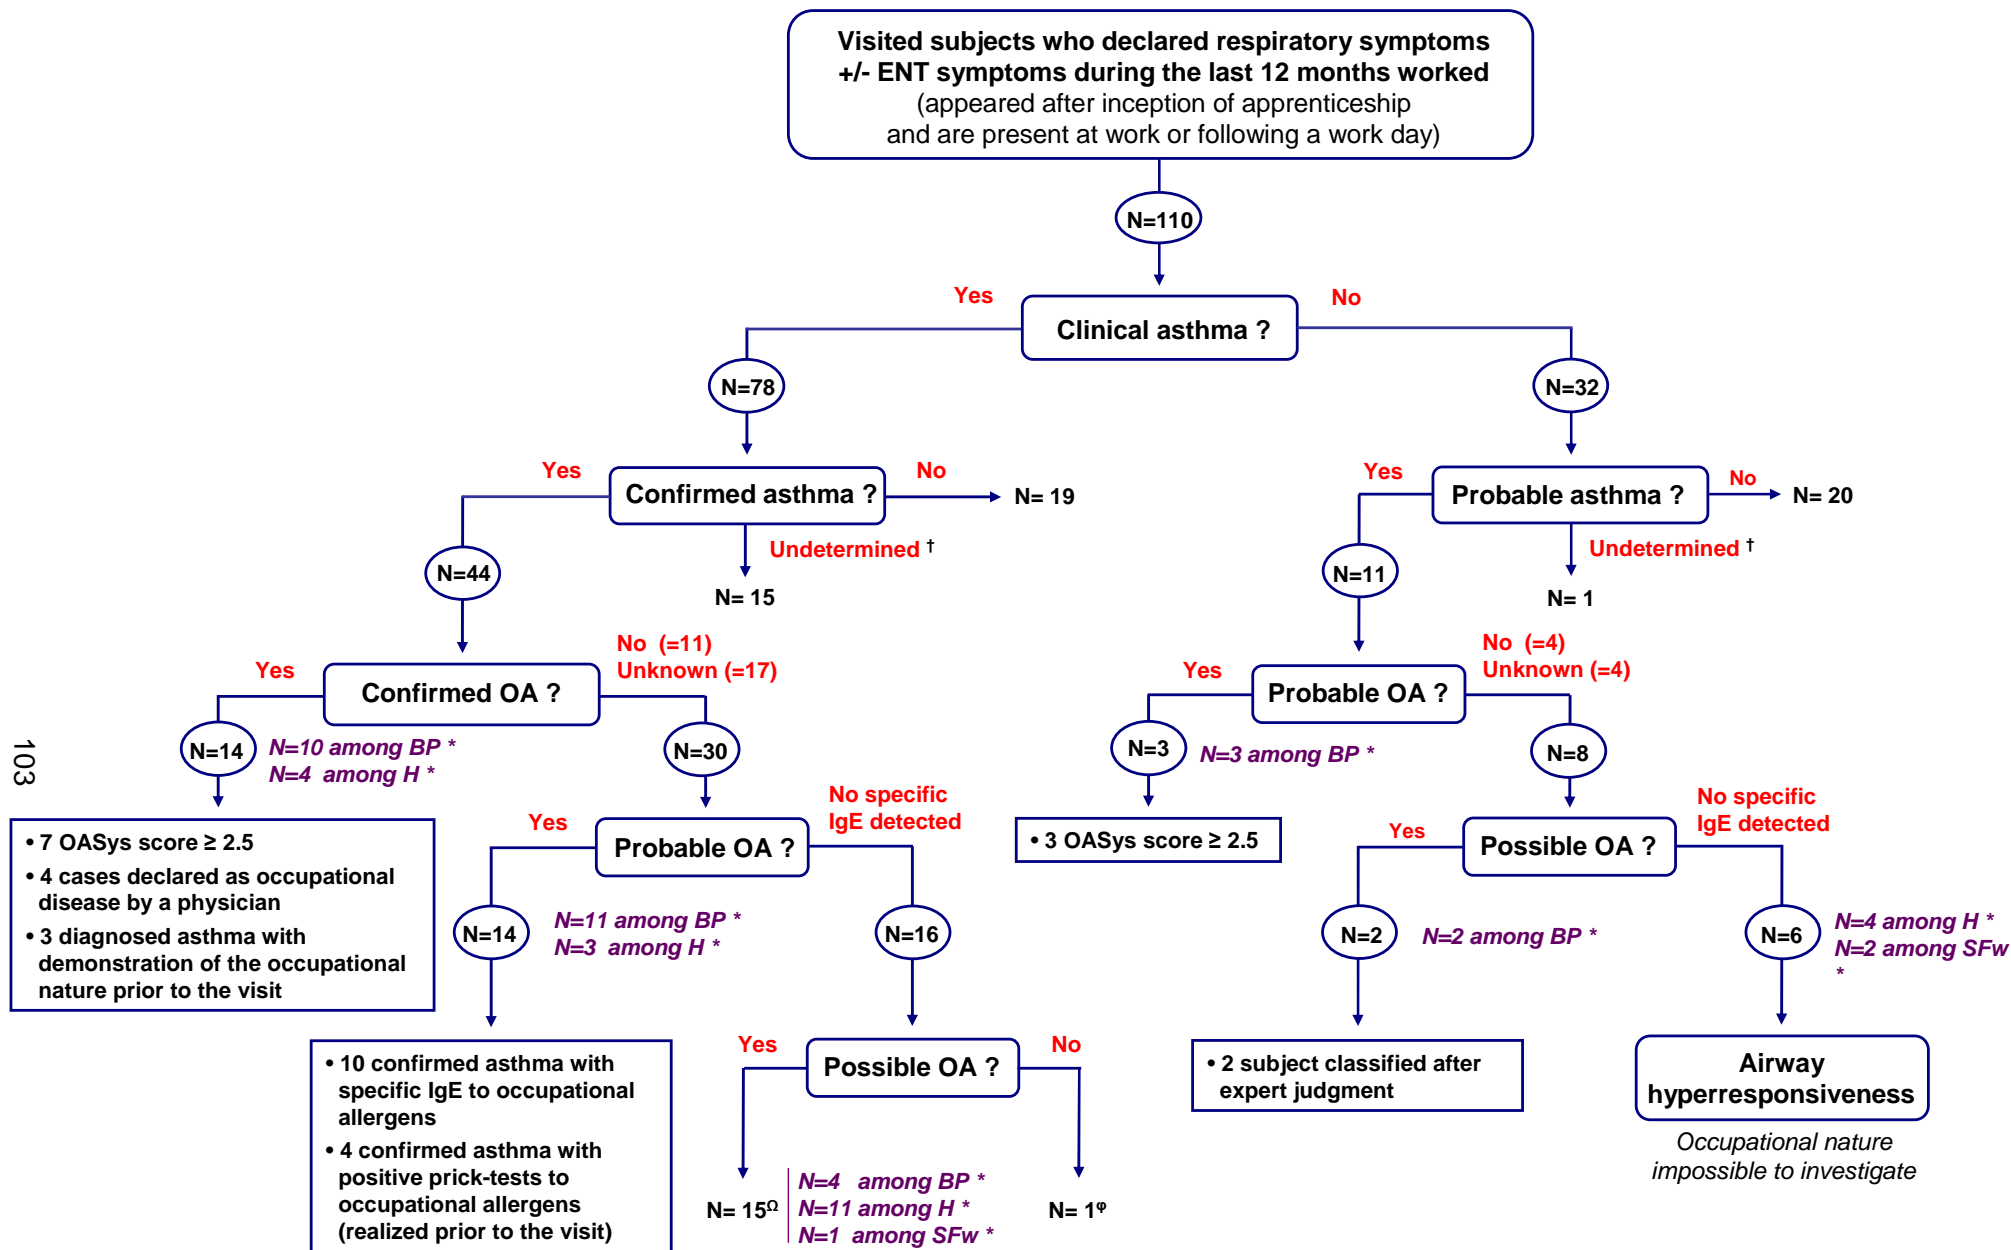 Visited subjects who declared respiratory symptoms
+/- ENT symptoms during the last 12 months worked
(appeared after inception of apprenticeship
and are present at work or following a work day)
N=110
Yes
No
Clinical asthma ?
N=78
N=32
Yes
No
Confirmed asthma ?
N= 19
Undetermined †
N=44
N= 15
Yes
No
Probable asthma ?
N= 20
Undetermined †
N=11
N= 1
Yes
No (=11)
Unknown (=17)
Confirmed OA ?
N=14
N=10 among BP *
N=4 among H *
N=30
Yes
No (=4)
Unknown (=4)
Probable OA ?
N=3
N=3 among BP *
N=8
103
• 7 OASys score ≥ 2.5
• 4 cases declared as occupational
disease by a physician
• 3 diagnosed asthma with
demonstration of the occupational
nature prior to the visit
Yes
No specific
IgE detected
Probable OA ?
N=14
N=11 among BP *
N=3 among H *
N=16
• 3 OASys score ≥ 2.5
Yes
No specific
IgE detected
Possible OA ?
N=2
N=2 among BP *
N=6
N=4 among H *
N=2 among SFw
*
• 10 confirmed asthma with
specific IgE to occupational
allergens
• 4 confirmed asthma with
positive prick-tests to
occupational allergens
(realized prior to the visit)
Yes
No
Possible OA ?
N= 15Ω
N=4 among BP *
N=11 among H *
N=1 among SFw *
N= 1φ
• 2 subject classified after
expert judgment
Airway
hyperresponsiveness
Occupational nature
impossible to investigate